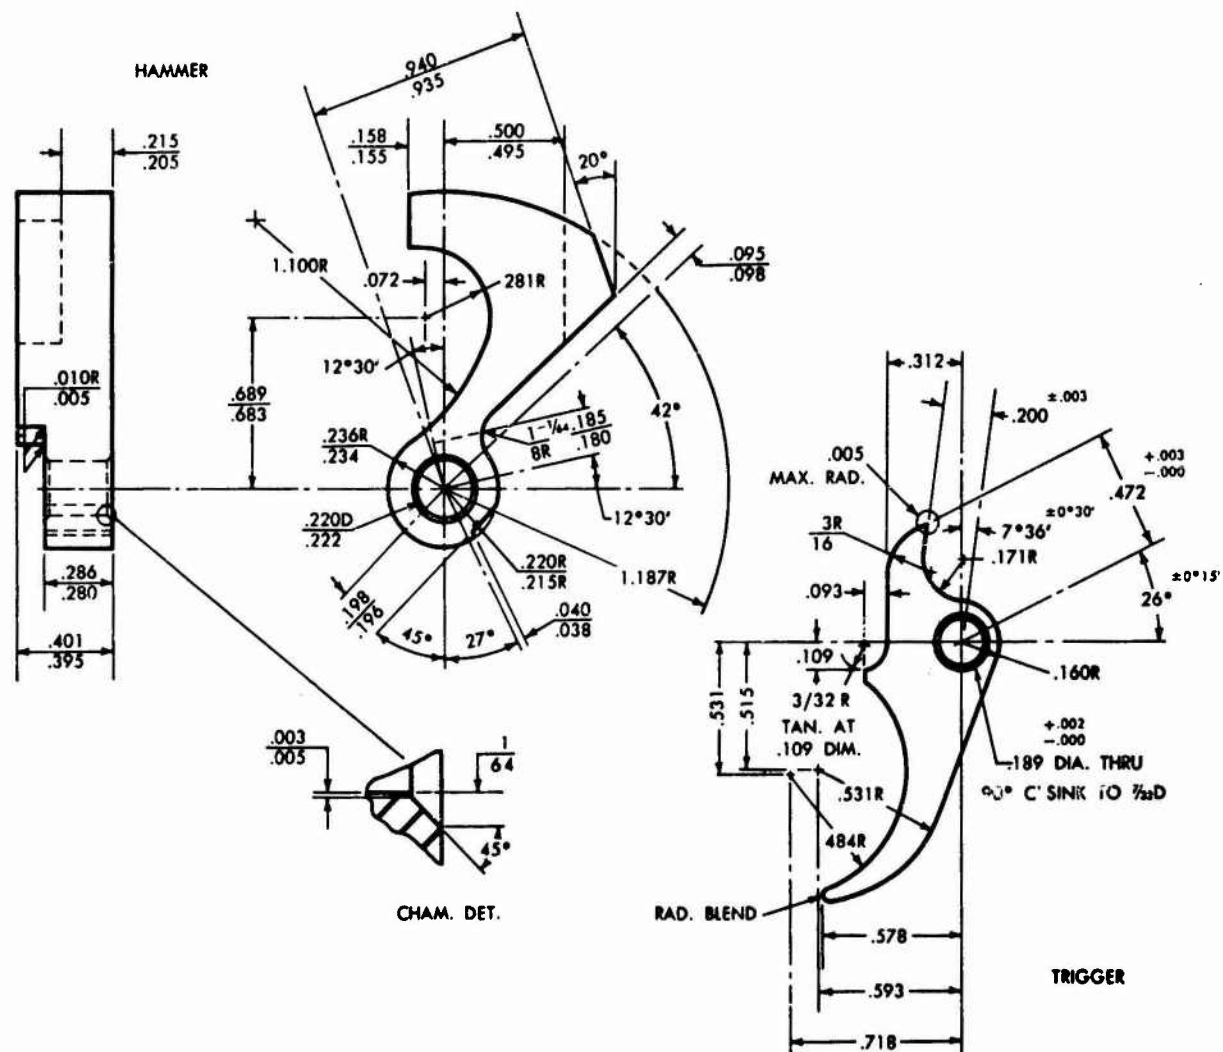 HAMMER
.940
.935
.158
.155
.500
.495
.215
.205
20°
.095
.098
1.100R
.072
281R
12°30′
.689
.683
.010R
.005
42°
1-1/64
8R
.185
.180
.236R
.234
.220D
.222
12°30′
.220R
.215R
1.187R
.286
.280
.198
.196
45°
27°
.040
.038
.401
.395
.003
.005
1
64
45°
CHAM. DET.
.312
±.003
.200
.005
MAX. RAD.
+.003
-.000
.472
±0°30′
7°36′
3R
16
.171R
±0°15′
26°
.093
.109
.160R
.531
.515
3/32 R
TAN. AT
.109 DIM.
+.002
-.000
.189 DIA. THRU
90° C'SINK TO 7/32D
.531R
484R
RAD. BLEND
.578
TRIGGER
.593
.718